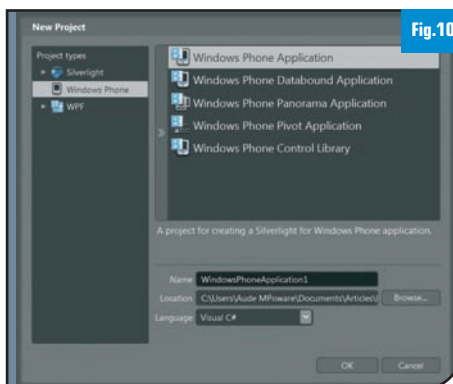 New Project
Fig.10
Project types
Silverlight
Windows Phone
WPF
Windows Phone Application
Windows Phone Databound Application
Windows Phone Panorama Application
Windows Phone Pivot Application
Windows Phone Control Library
A project for creating a Silverlight for Windows Phone application.
Name WindowsPhoneApplication1
Location C:\Users\Aude MPoware\Documents\Articles\ Browse...
Language Visual C#
OK Cancel